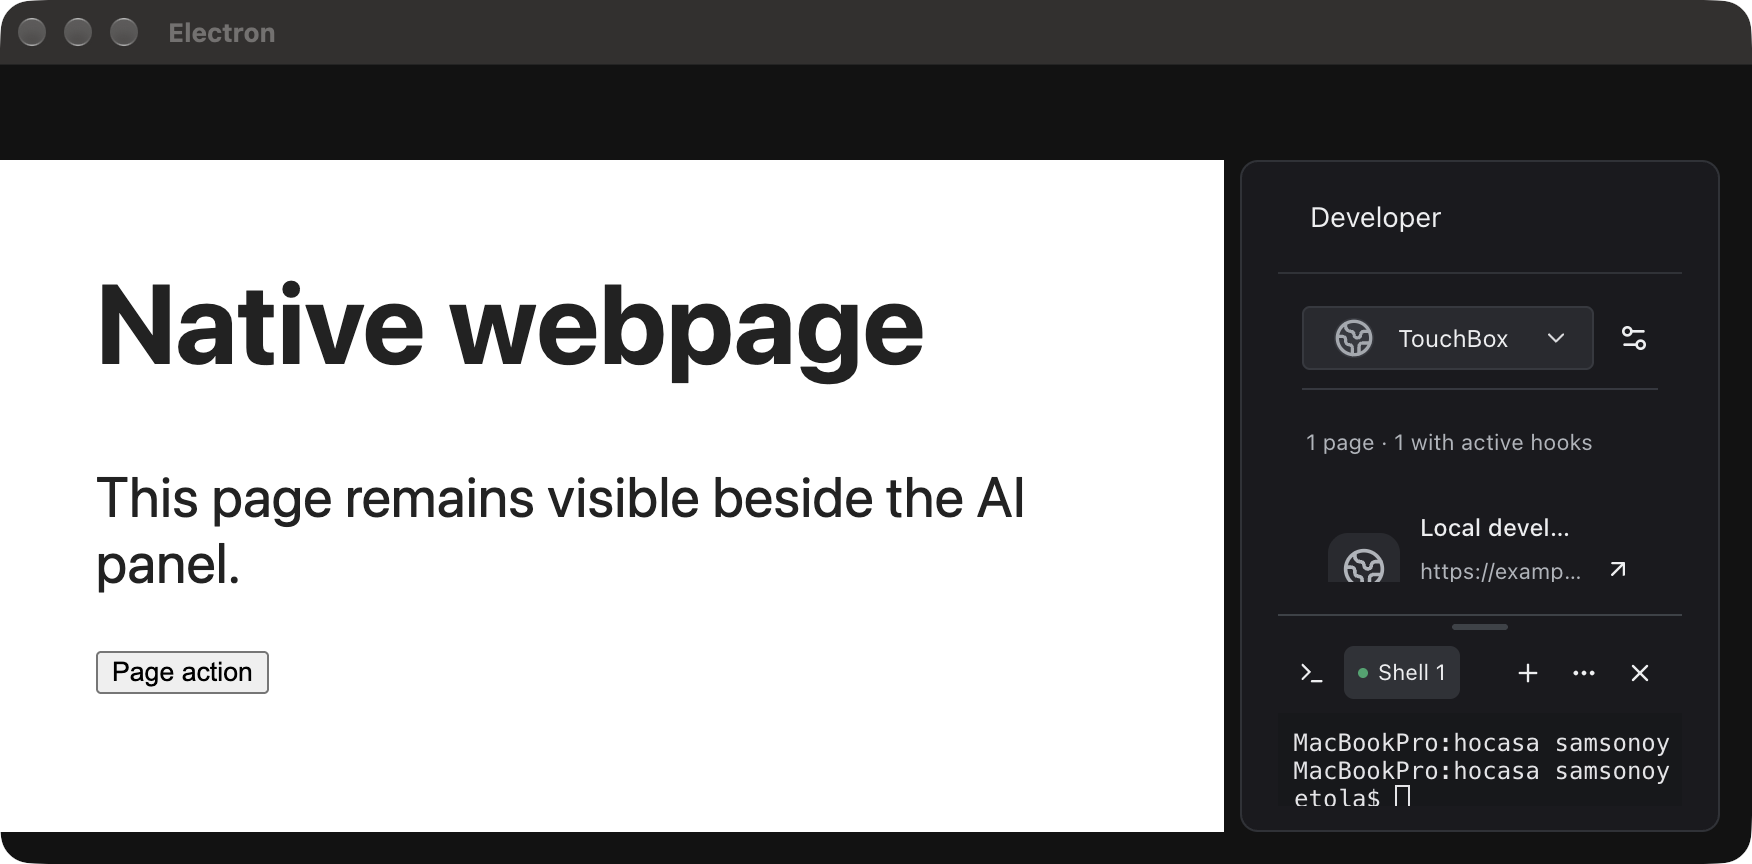 Electron
Native webpage
This page remains visible beside the AI
panel.
Page action
Developer
TouchBox
1 page · 1 with active hooks
Local devel...
https://examp...
Shell 1
MacBookPro:hocasa samsonoy
MacBookPro:hocasa samsonoy
etola$